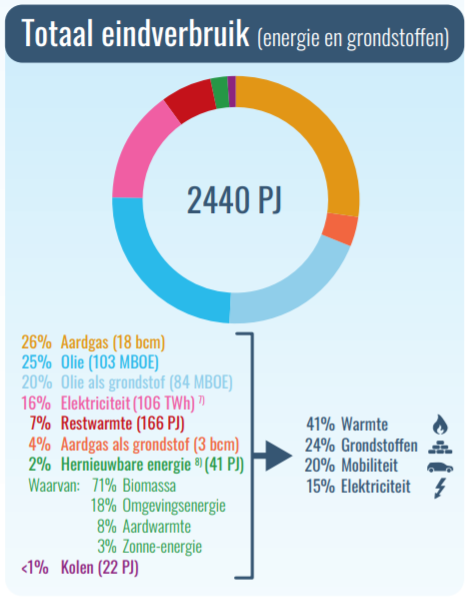 Totaal eindverbruik (energie en grondstoffen)
2440 PJ
26% Aardgas (18 bcm)
25% Olie (103 MBOE)
20% Olie als grondstof (84 MBOE)
16% Elektriciteit (106 TWh) 7)
7% Restwarmte (166 PJ)
4% Aardgas als grondstof (3 bcm)
2% Hernieuwbare energie 8) (41 PJ)
Waarvan: 71% Biomassa
18% Omgevingsenergie
8% Aardwarmte
3% Zonne-energie
<1% Kolen (22 PJ)
41% Warmte
24% Grondstoffen
20% Mobiliteit
15% Elektriciteit